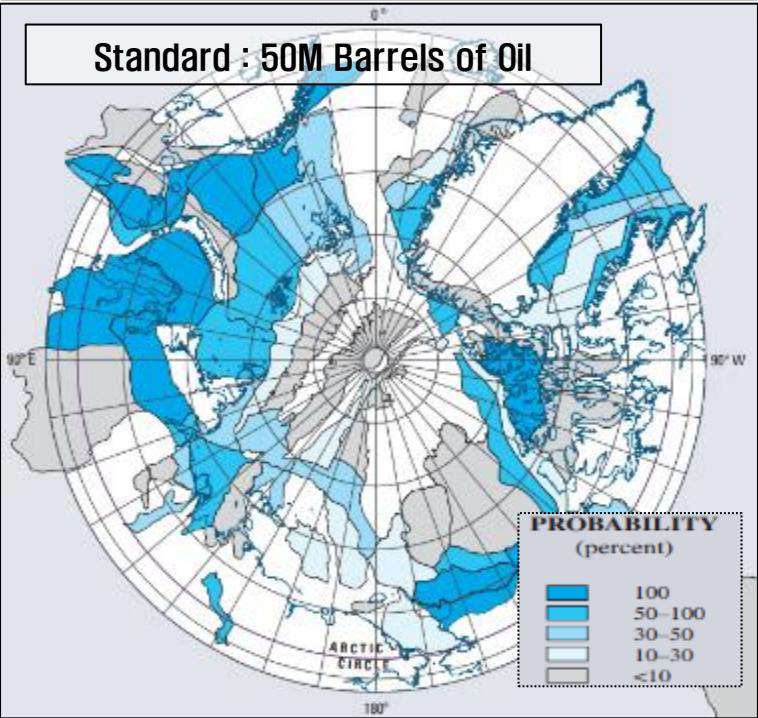 0°
Standard : 50M Barrels of Oil
90° E
90° W
PROBABILITY
(percent)
100
50–100
30–50
10–30
<10
ARCTIC
CIRCLE
180°